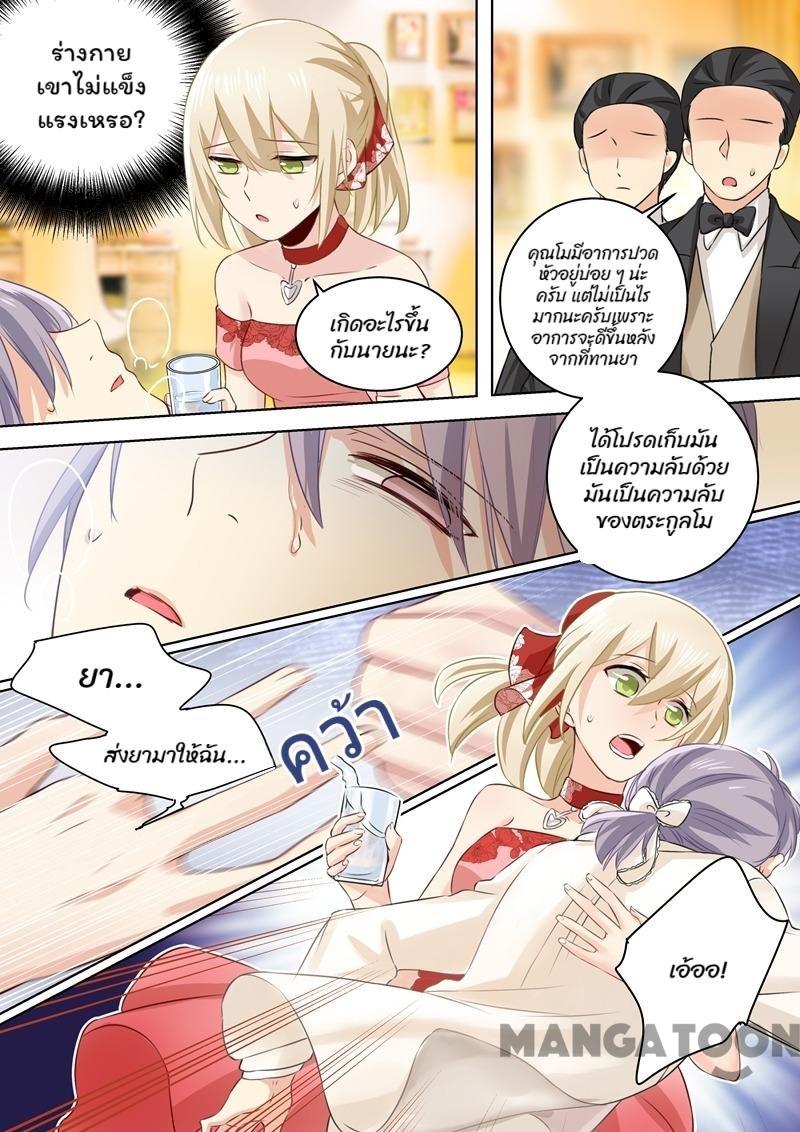 ร่างกาย
เขาไม่แข็ง
แรงเหรอ?
เกิดอะไรขึ้น
กับนายนะ?
คุณโมมีอาการปวด
หัวอยู่บ่อย ๆ น่ะ
ครับ แต่ไม่เป็นไร
มากนะครับเพราะ
อาการจะดีขึ้นหลัง
จากที่ทานยา
ได้โปรดเก็บมัน
เป็นความลับด้วย
มันเป็นความลับ
ของตระกูลโม
ยา...
ส่งยามาให้ฉัน...
คว้า
เอ้ออ!
MANGATOON